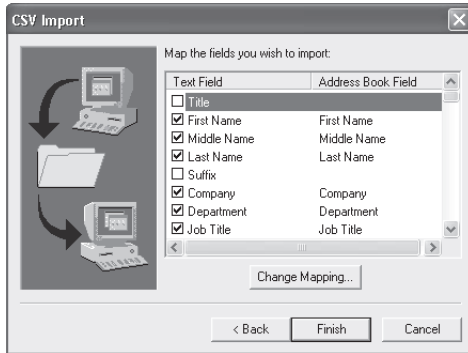 CSV Import
Map the fields you wish to import:
Text Field Address Book Field
Title
First Name First Name
Middle Name Middle Name
Last Name Last Name
Suffix
Company Company
Department Department
Job Title Job Title
Change Mapping...
< Back Finish Cancel